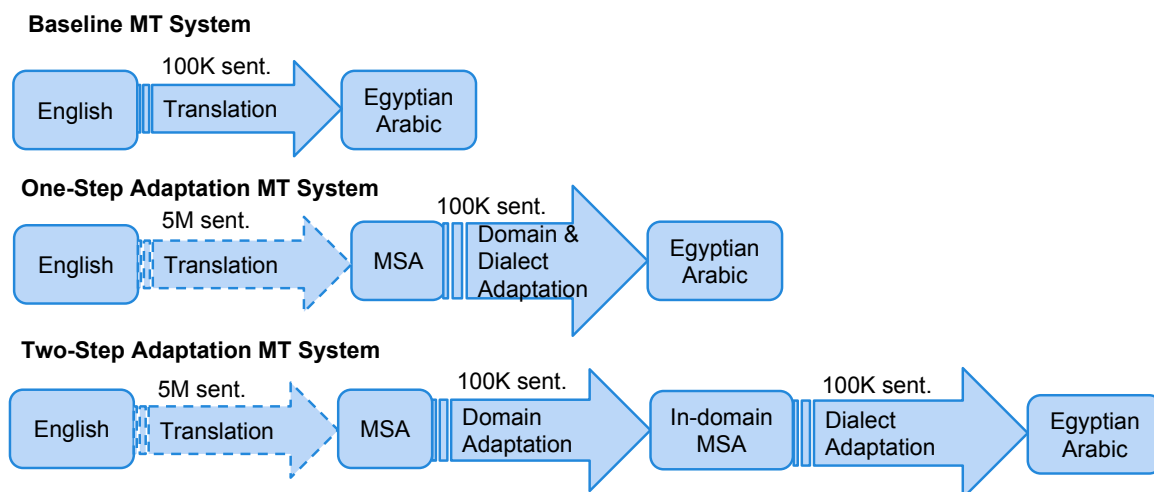 Baseline MT System
100K sent.
English
Translation
Egyptian
Arabic
One-Step Adaptation MT System
5M sent.
100K sent.
English
Translation
MSA
Domain &
Dialect
Adaptation
Egyptian
Arabic
Two-Step Adaptation MT System
5M sent.
100K sent.
100K sent.
English
Translation
MSA
Domain
Adaptation
In-domain
MSA
Dialect
Adaptation
Egyptian
Arabic